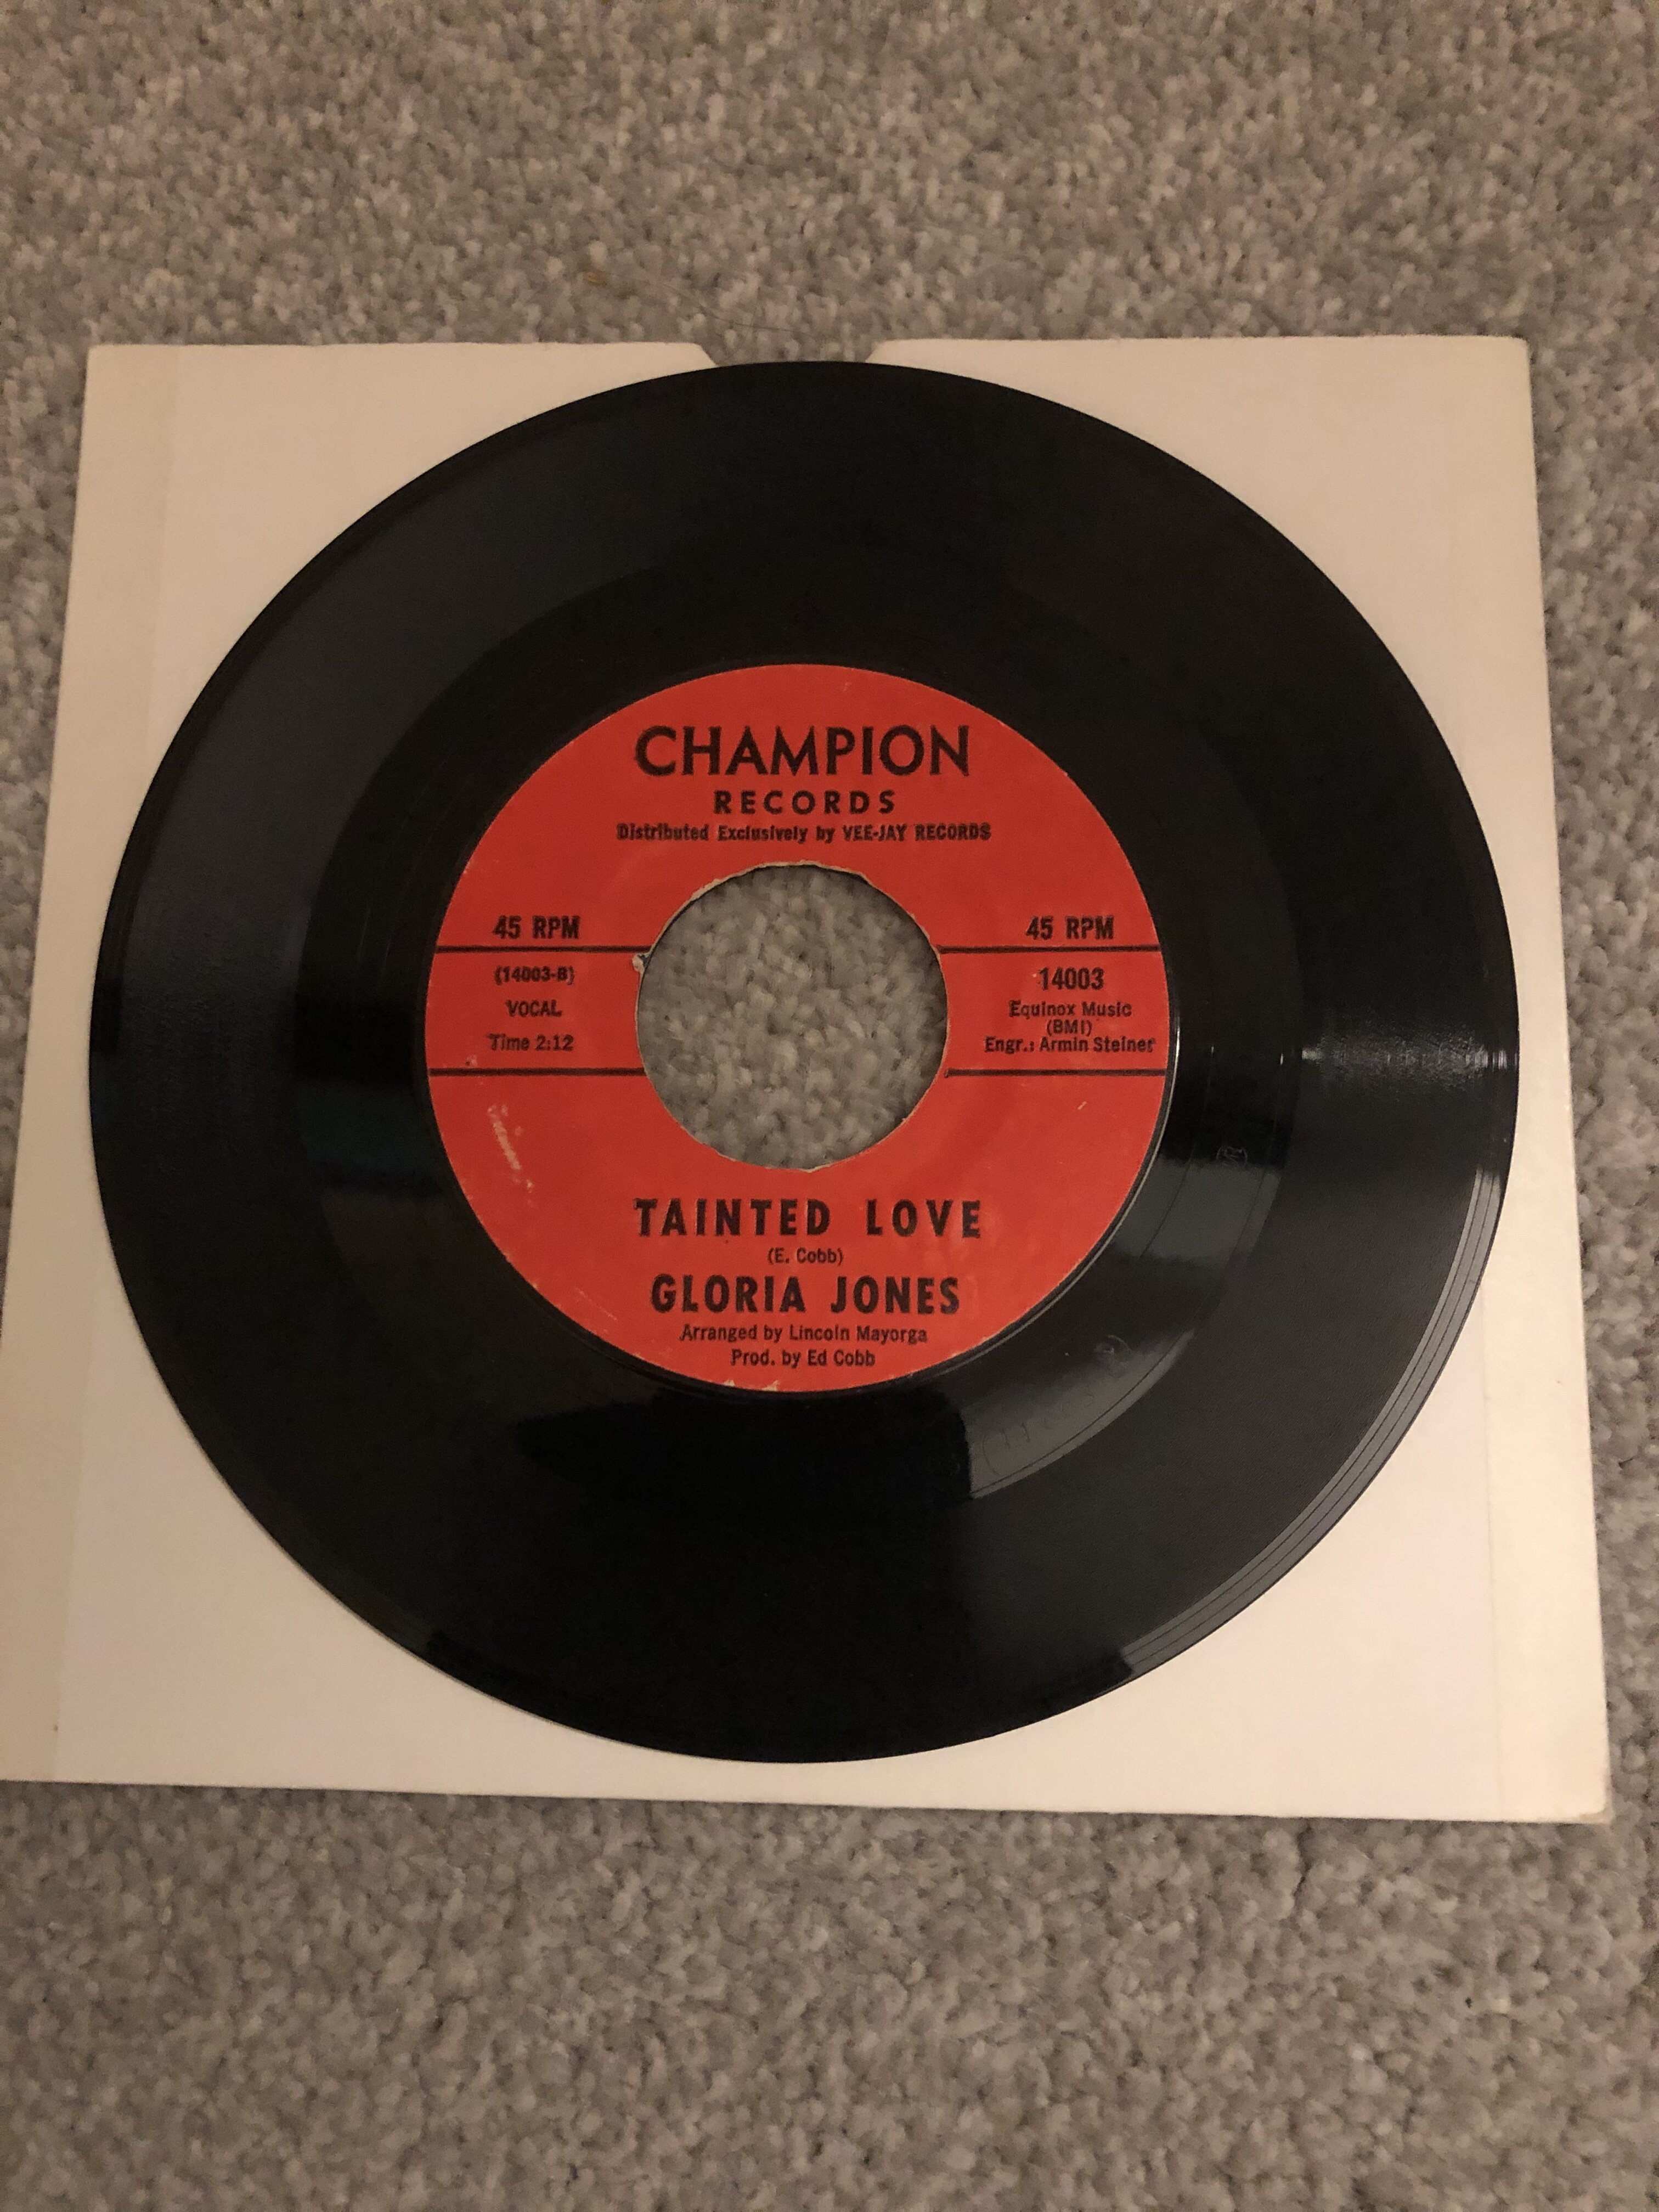 CHAMPION
RECORDS
Distributed Exclusively by VEE-JAY RECORDS
45 RPM
45 RPM
(14003-B)
VOCAL
Time 2:12
14003
Equinox Music
(BMI)
Engr.: Armin Steiner
TAINTED LOVE
(E. Cobb)
GLORIA JONES
Arranged by Lincoln Mayorga
Prod. by Ed Cobb